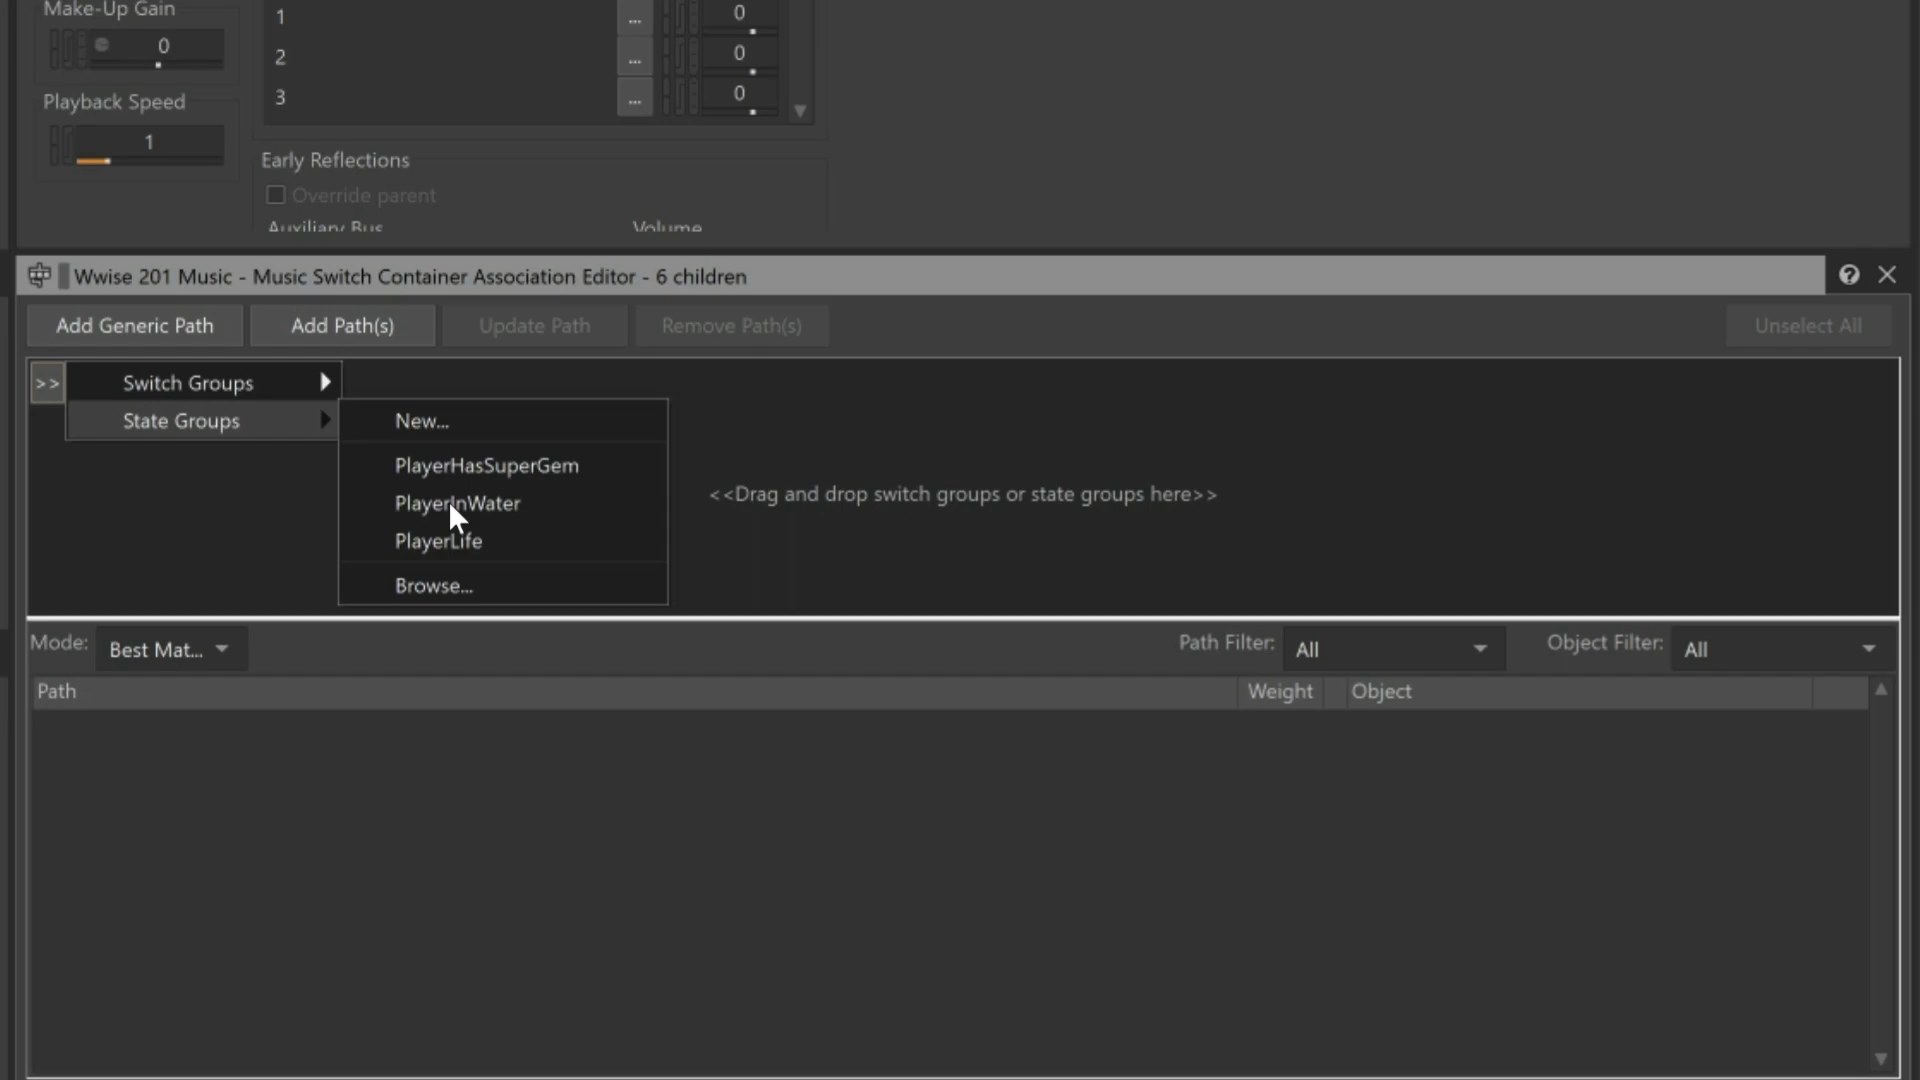 Make-Up Gain
0
Playback Speed
1
1 ... 0
2 ... 0
3 ... 0
Early Reflections
Override parent
Auxiliary Bus Volume
Wwise 201 Music - Music Switch Container Association Editor - 6 children
Add Generic Path Add Path(s) Update Path Remove Path(s) Unselect All
>> Switch Groups
State Groups
New...
PlayerHasSuperGem
PlayerInWater
PlayerLife
Browse...
<<Drag and drop switch groups or state groups here>>
Mode: Best Mat... Path Filter: All Object Filter: All
Path Weight Object